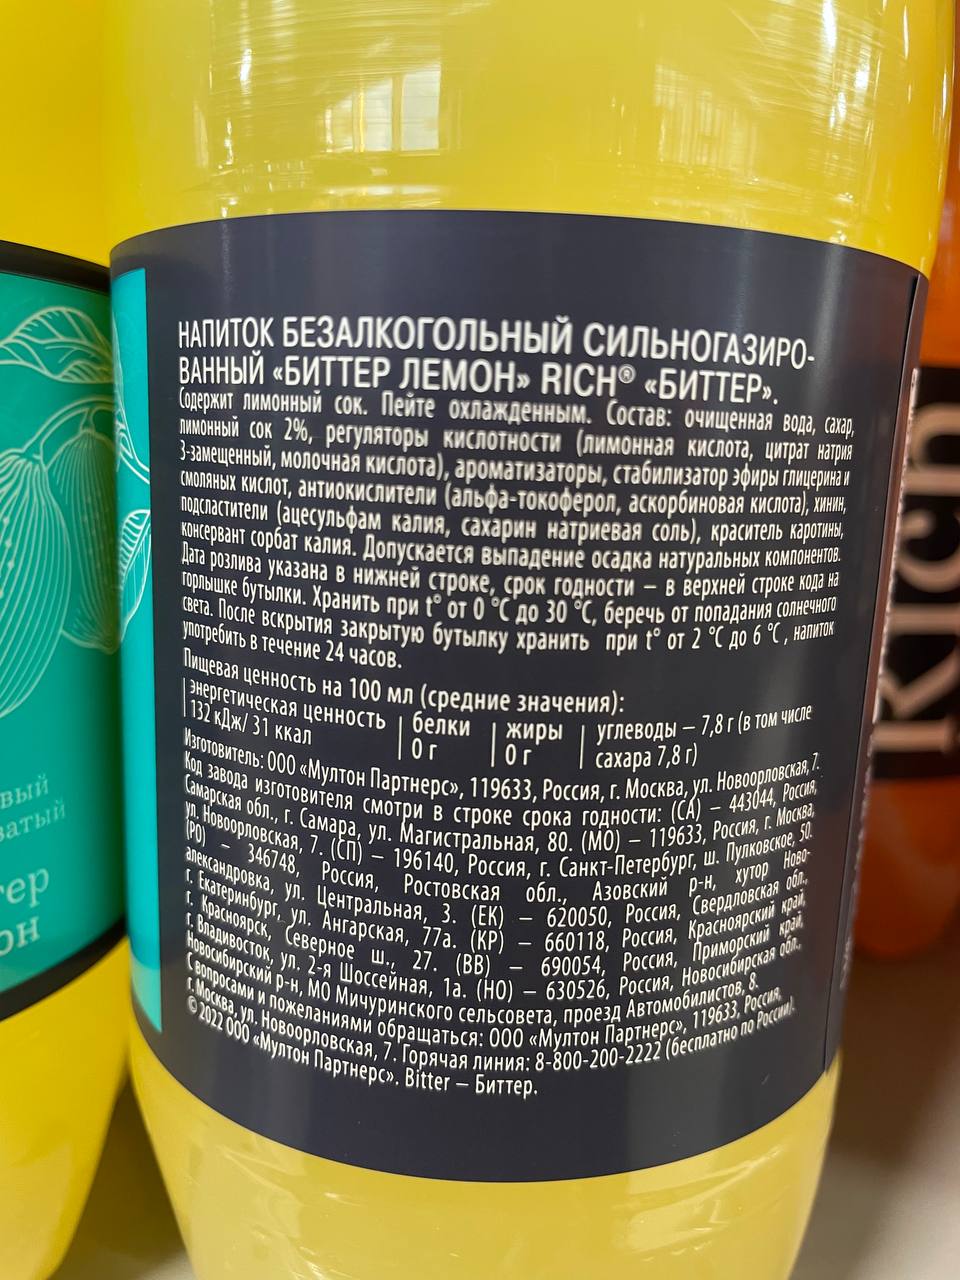 НАПИТОК БЕЗАЛКОГОЛЬНЫЙ СИЛЬНОГАЗИРО-
ВАННЫЙ «БИТТЕР ЛЕМОН» RICH® «БИТТЕР».
Содержит лимонный сок. Пейте охлажденным. Состав: очищенная вода, сахар,
лимонный сок 2%, регуляторы кислотности (лимонная кислота, цитрат натрия
3-замещенный, молочная кислота), ароматизаторы, стабилизатор эфиры глицерина и
смоляных кислот, антиокислители (альфа-токоферол, аскорбиновая кислота), хинин,
подсластители (ацесульфам калия, сахарин натриевая соль), краситель каротины,
консервант сорбат калия. Допускается выпадение осадка натуральных компонентов.
Дата розлива указана в нижней строке, срок годности – в верхней строке кода на
горлышке бутылки. Хранить при t° от 0 °С до 30 °С, беречь от попадания солнечного
света. После вскрытия закрытую бутылку хранить при t° от 2 °С до 6 °С, напиток
употребить в течение 24 часов.
Пищевая ценность на 100 мл (средние значения):
энергетическая ценность
132 кДж/ 31 ккал
белки
0 г
жиры
0 г
углеводы – 7,8 г (в том числе
сахара 7,8 г)
Изготовитель: ООО «Мултон Партнерс», 119633, Россия, г. Москва, ул. Новоорловская, 7.
Код завода изготовителя смотри в строке срока годности: (СА) – 443044, Россия,
Самарская обл., г. Самара, ул. Магистральная, 80. (МО) – 119633, Россия, г. Москва,
ул. Новоорловская, 7. (СП) – 196140, Россия, г. Санкт-Петербург, ш. Пулковское, 50.
(РО) – 346748, Россия, Ростовская обл., Азовский р-н, хутор Ново-
александровка, ул. Центральная, 3. (ЕК) – 620050, Россия, Свердловская обл.,
г. Екатеринбург, ул. Ангарская, 77а. (КР) – 660118, Россия, Красноярский край,
г. Красноярск, Северное ш., 27. (ВВ) – 690054, Россия, Приморский край,
г. Владивосток, ул. 2-я Шоссейная, 1а. (НО) – 630526, Россия, Новосибирская обл.,
Новосибирский р-н, МО Мичуринского сельсовета, проезд Автомобилистов, 8.
С вопросами и пожеланиями обращаться: ООО «Мултон Партнерс», 119633, Россия,
г. Москва, ул. Новоорловская, 7. Горячая линия: 8-800-200-2222 (бесплатно по России).
© 2022 ООО «Мултон Партнерс». Bitter – Биттер.
вый
ватый
тер
он
Rich